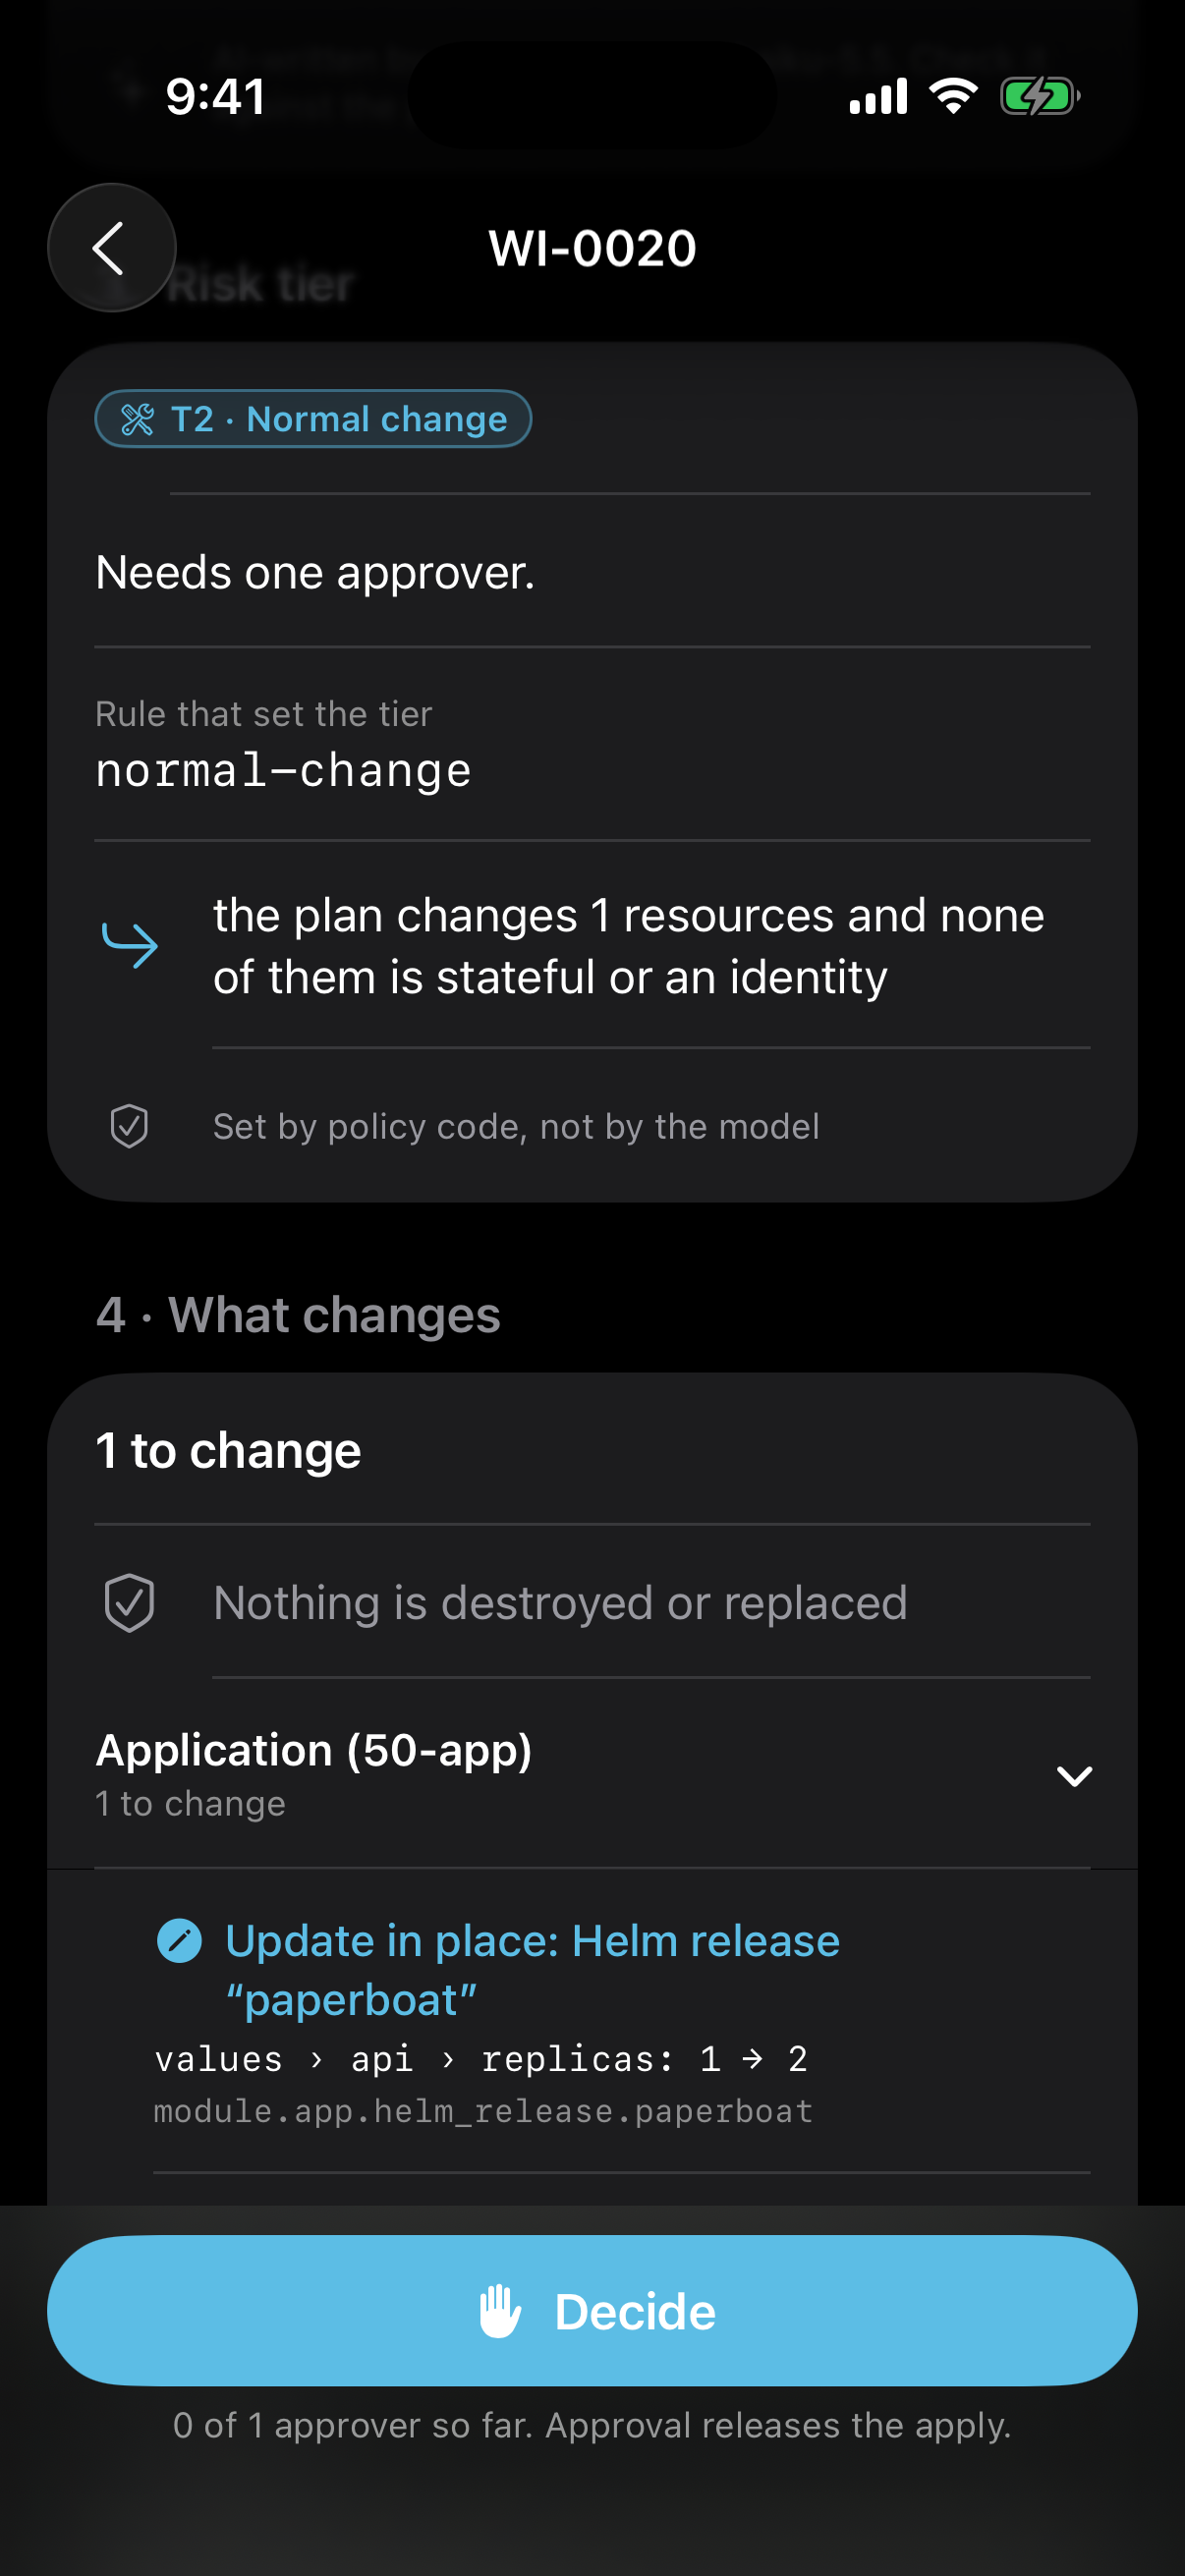 9:41
WI-0020
Risk tier
T2 · Normal change
Needs one approver.
Rule that set the tier
normal-change
the plan changes 1 resources and none
of them is stateful or an identity
Set by policy code, not by the model
4 · What changes
1 to change
Nothing is destroyed or replaced
Application (50-app)
1 to change
Update in place: Helm release
“paperboat”
values › api › replicas: 1 → 2
module.app.helm_release.paperboat
Decide
0 of 1 approver so far. Approval releases the apply.